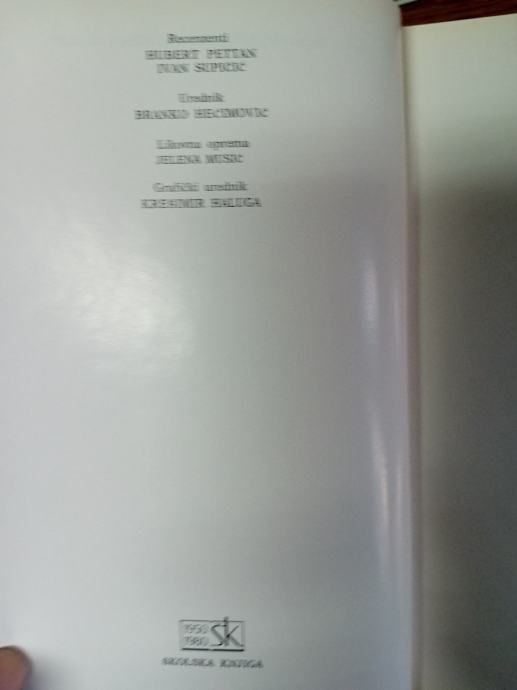 Recenzenti
HUBERT PETTAN
IVAN SUPIČIĆ
Urednik
BRANKO HEĆIMOVIĆ
Likovna oprema
JELENA MUSIĆ
Grafički urednik
KREŠIMIR HALUGA
1950 ŠK
1980
ŠKOLSKA KNJIGA